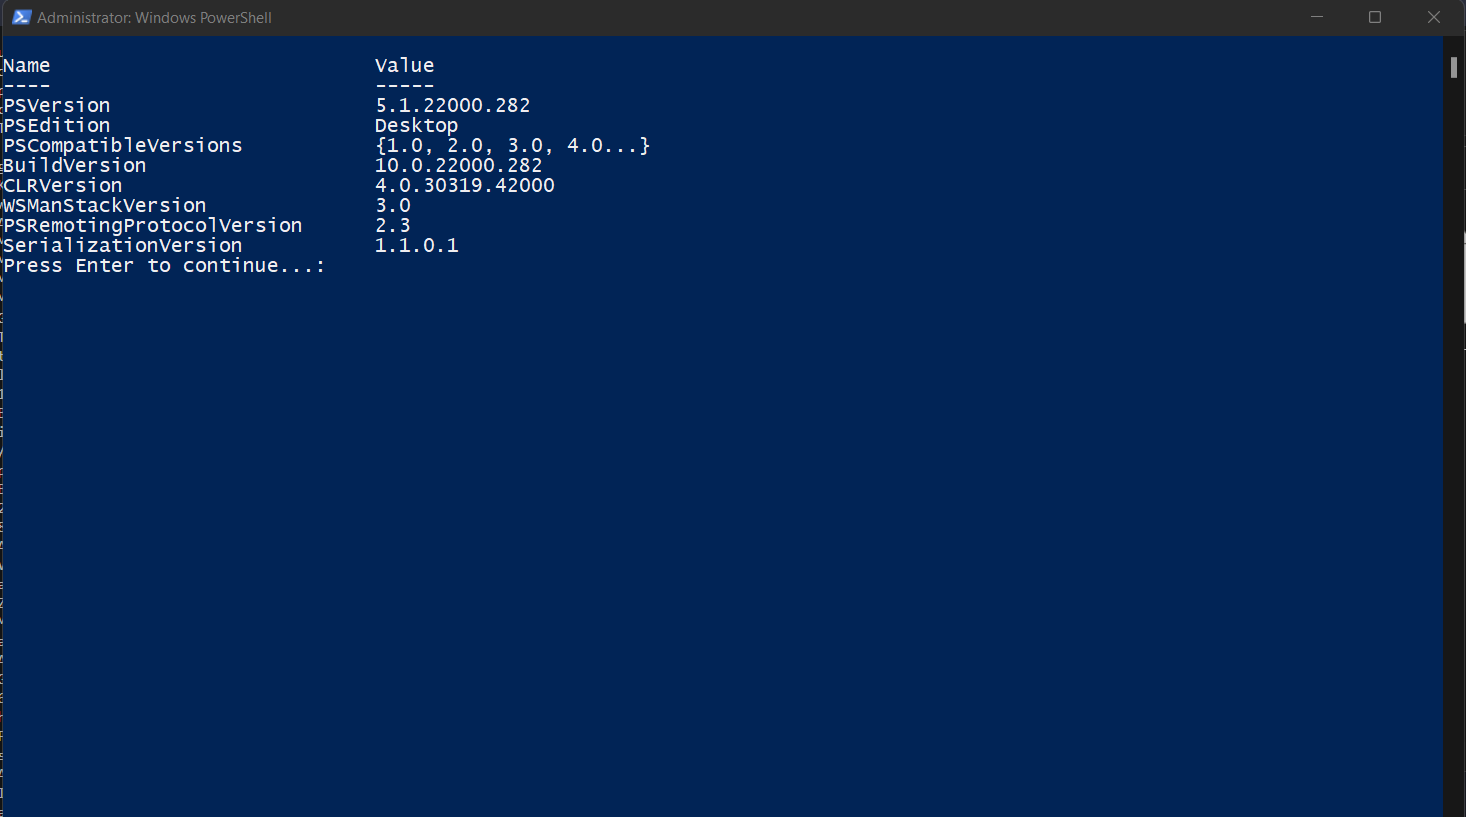 Administrator: Windows PowerShell
Name Value
---- -----
PSVersion 5.1.22000.282
PSEdition Desktop
PSCompatibleVersions {1.0, 2.0, 3.0, 4.0...}
BuildVersion 10.0.22000.282
CLRVersion 4.0.30319.42000
WSManStackVersion 3.0
PSRemotingProtocolVersion 2.3
SerializationVersion 1.1.0.1
Press Enter to continue...: